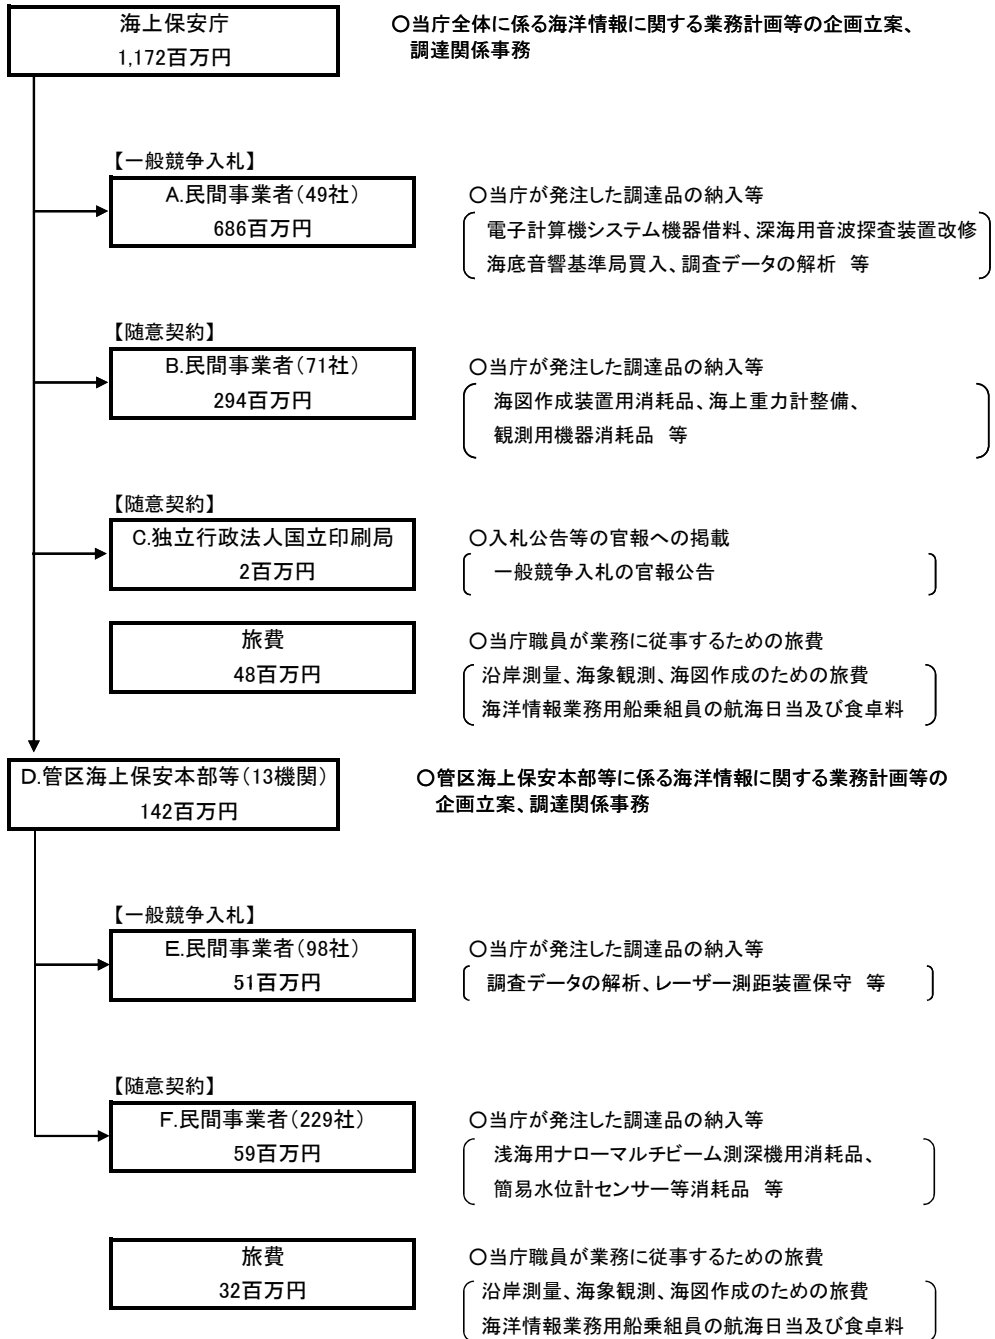 海上保安庁
1,172百万円
○当庁全体に係る海洋情報に関する業務計画等の企画立案、
調達関係事務
【一般競争入札】
A.民間事業者(49社)
686百万円
○当庁が発注した調達品の納入等
電子計算機システム機器借料、深海用音波探査装置改修
海底音響基準局買入、調査データの解析 等
【随意契約】
B.民間事業者(71社)
294百万円
○当庁が発注した調達品の納入等
海図作成装置用消耗品、海上重力計整備、
観測用機器消耗品 等
【随意契約】
C.独立行政法人国立印刷局
2百万円
○入札公告等の官報への掲載
一般競争入札の官報公告
旅費
48百万円
○当庁職員が業務に従事するための旅費
沿岸測量、海象観測、海図作成のための旅費
海洋情報業務用船乗組員の航海日当及び食卓料
D.管区海上保安本部等(13機関)
142百万円
○管区海上保安本部等に係る海洋情報に関する業務計画等の
企画立案、調達関係事務
【一般競争入札】
E.民間事業者(98社)
51百万円
○当庁が発注した調達品の納入等
調査データの解析、レーザー測距装置保守 等
【随意契約】
F.民間事業者(229社)
59百万円
○当庁が発注した調達品の納入等
浅海用ナローマルチビーム測深機用消耗品、
簡易水位計センサー等消耗品 等
旅費
32百万円
○当庁職員が業務に従事するための旅費
沿岸測量、海象観測、海図作成のための旅費
海洋情報業務用船乗組員の航海日当及び食卓料